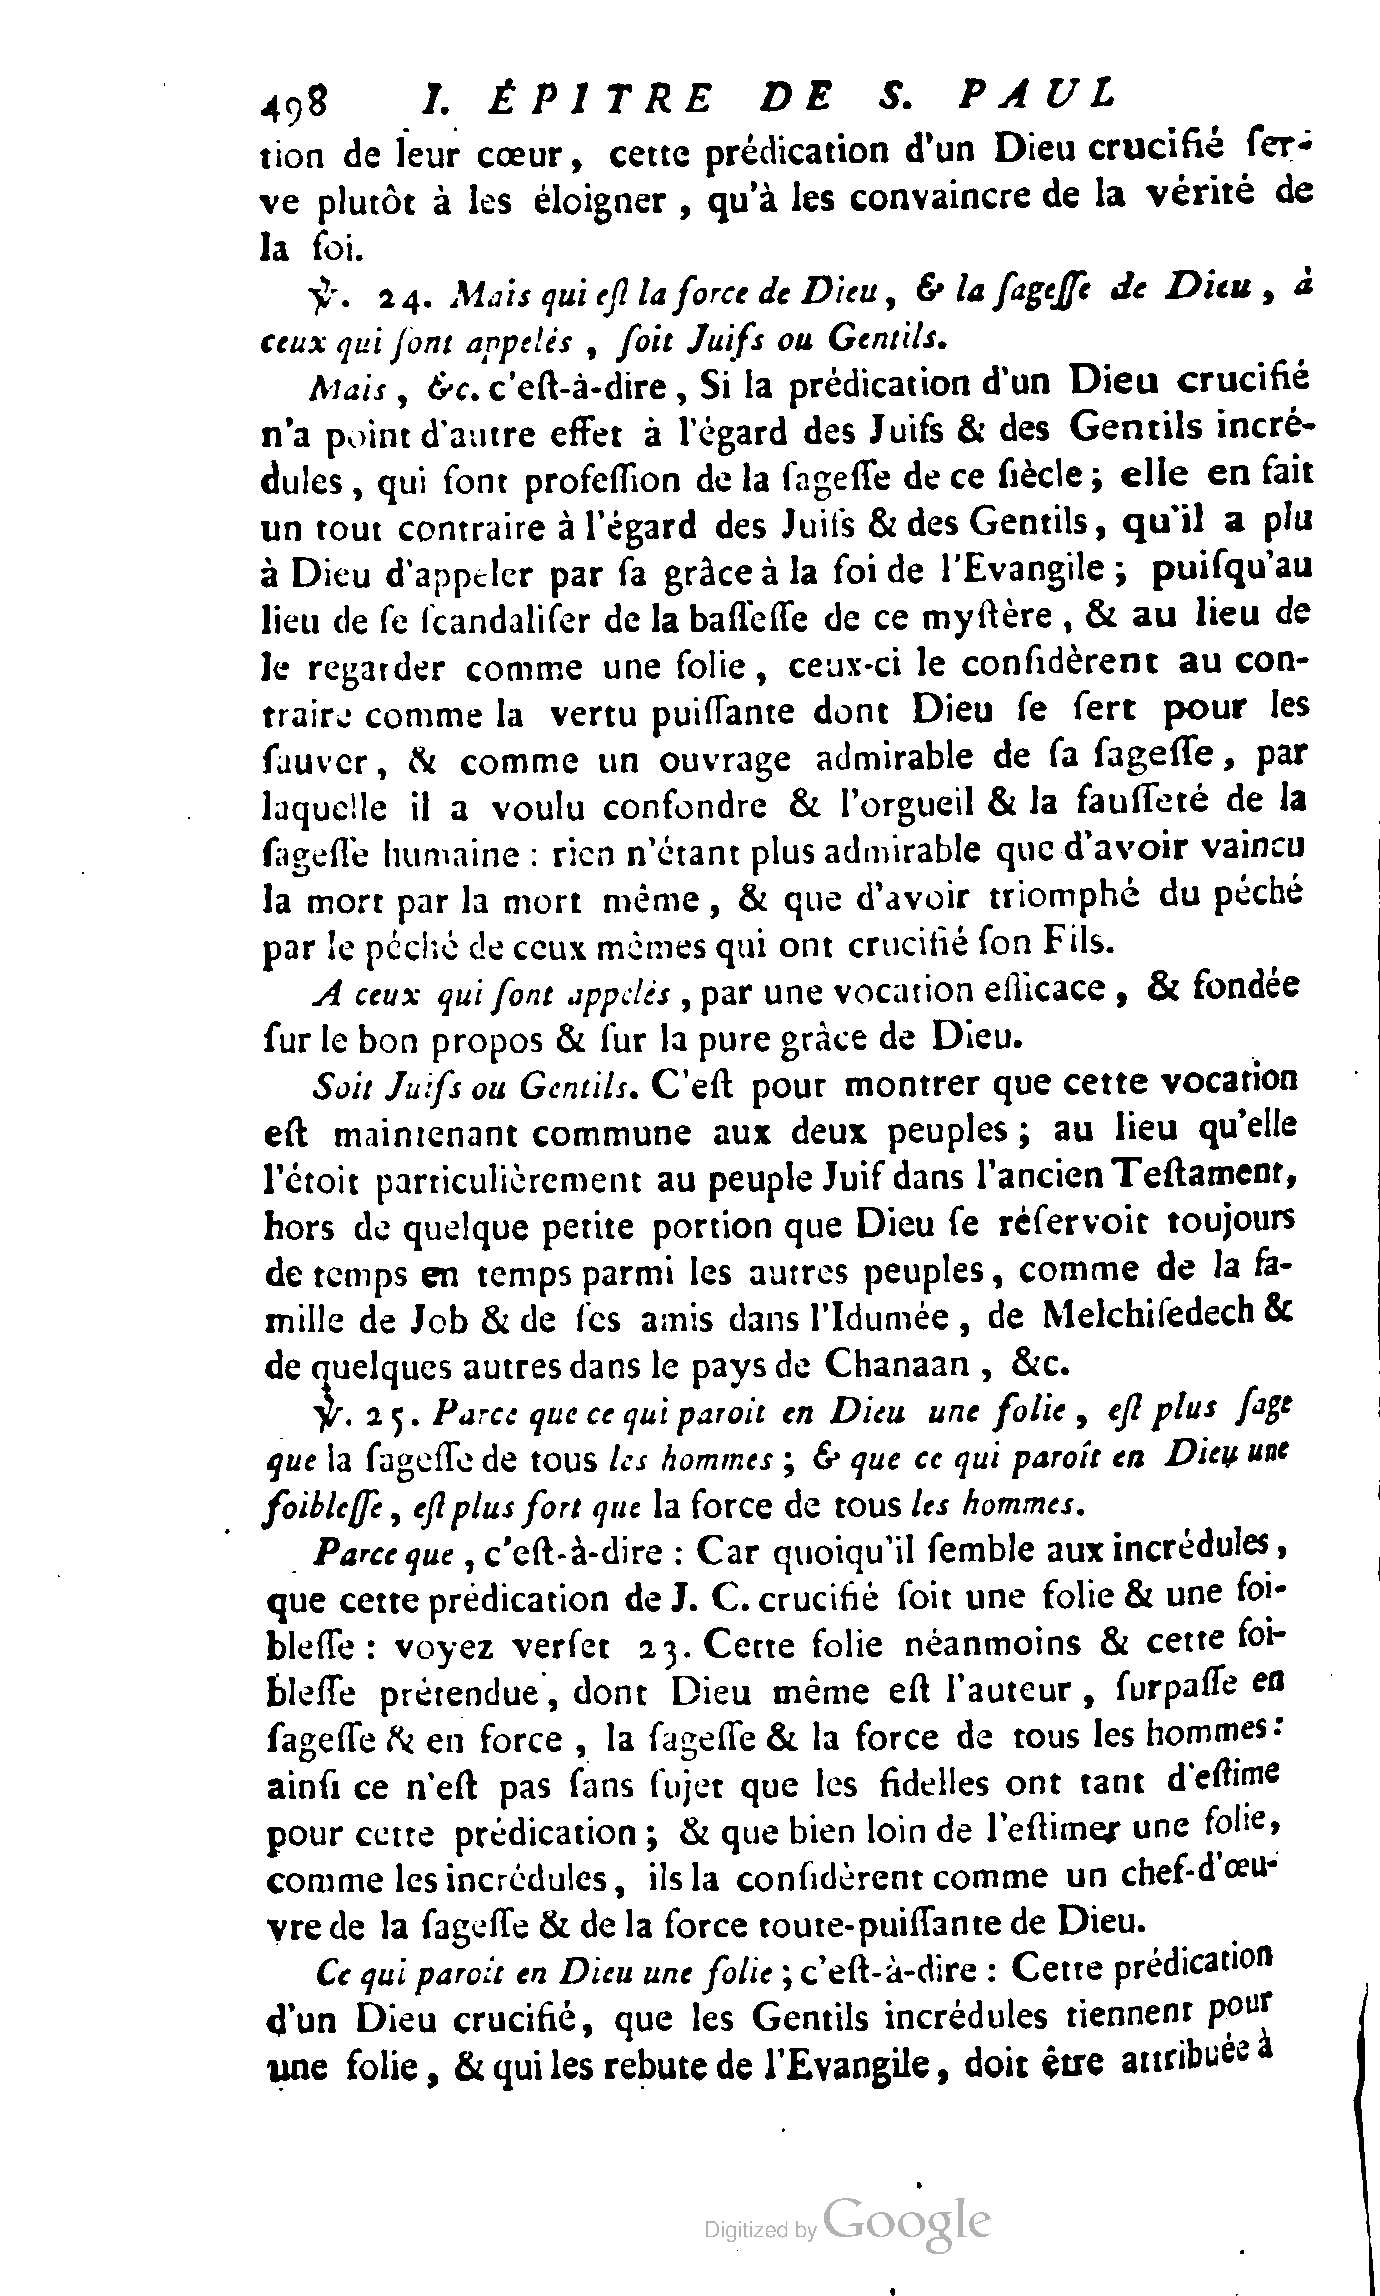 498 I. ÉPITRE DE S. PAUL
tion de leur cœur, cette prédication d'un Dieu crucifié ſer-
ve plutôt à les éloigner, qu'à les convaincre de la vérité de
la foi.
℣. 24. Mais qui eſt la force de Dieu, & la ſageſſe de Dieu, à
ceux qui ſont appelés, ſoit Juifs ou Gentils.
Mais, &c. c'eſt-à-dire, Si la prédication d'un Dieu crucifié
n'a point d'autre effet à l'égard des Juifs & des Gentils incré-
dules, qui font profeſſion de la ſageſſe de ce ſiècle; elle en fait
un tout contraire à l'égard des Juifs & des Gentils, qu'il a plu
à Dieu d'appeler par ſa grâce à la foi de l'Evangile; puiſqu'au
lieu de ſe ſcandaliſer de la baſſeſſe de ce myſtère, & au lieu de
le regarder comme une folie, ceux-ci le conſidèrent au con-
traire comme la vertu puiſſante dont Dieu ſe ſert pour les
ſauver, & comme un ouvrage admirable de ſa ſageſſe, par
laquelle il a voulu confondre & l'orgueil & la fauſſeté de la
ſageſſe humaine : rien n'étant plus admirable que d'avoir vaincu
la mort par la mort même, & que d'avoir triomphé du péché
par le péché de ceux mêmes qui ont crucifié ſon Fils.
A ceux qui ſont appelés, par une vocation efficace, & fondée
ſur le bon propos & ſur la pure grâce de Dieu.
Soit Juifs ou Gentils. C'eſt pour montrer que cette vocation
eſt maintenant commune aux deux peuples; au lieu qu'elle
l'étoit particulièrement au peuple Juif dans l'ancien Teſtament,
hors de quelque petite portion que Dieu ſe réſervoit toujours
de temps en temps parmi les autres peuples, comme de la fa-
mille de Job & de ſes amis dans l'Idumée, de Melchiſedech &
de quelques autres dans le pays de Chanaan, &c.
℣. 25. Parce que ce qui paroit en Dieu une folie, eſt plus ſage
que la ſageſſe de tous les hommes; & que ce qui paroît en Dieu une
foibleſſe, eſt plus fort que la force de tous les hommes.
Parce que, c'eſt-à-dire : Car quoiqu'il ſemble aux incrédules,
que cette prédication de J. C. crucifié ſoit une folie & une foi-
bleſſe : voyez verſet 23. Cette folie néanmoins & cette foi-
bleſſe prétendue, dont Dieu même eſt l'auteur, ſurpaſſe en
ſageſſe & en force, la ſageſſe & la force de tous les hommes:
ainſi ce n'eſt pas ſans ſujet que les fidelles ont tant d'eſtime
pour cette prédication; & que bien loin de l'eſtimer une folie,
comme les incrédules, ils la conſidèrent comme un chef-d'œu-
vre de la ſageſſe & de la force toute-puiſſante de Dieu.
Ce qui paroit en Dieu une folie; c'eſt-à-dire : Cette prédication
d'un Dieu crucifié, que les Gentils incrédules tiennent pour
une folie, & qui les rebute de l'Evangile, doit être attribuée à
Digitized by Google